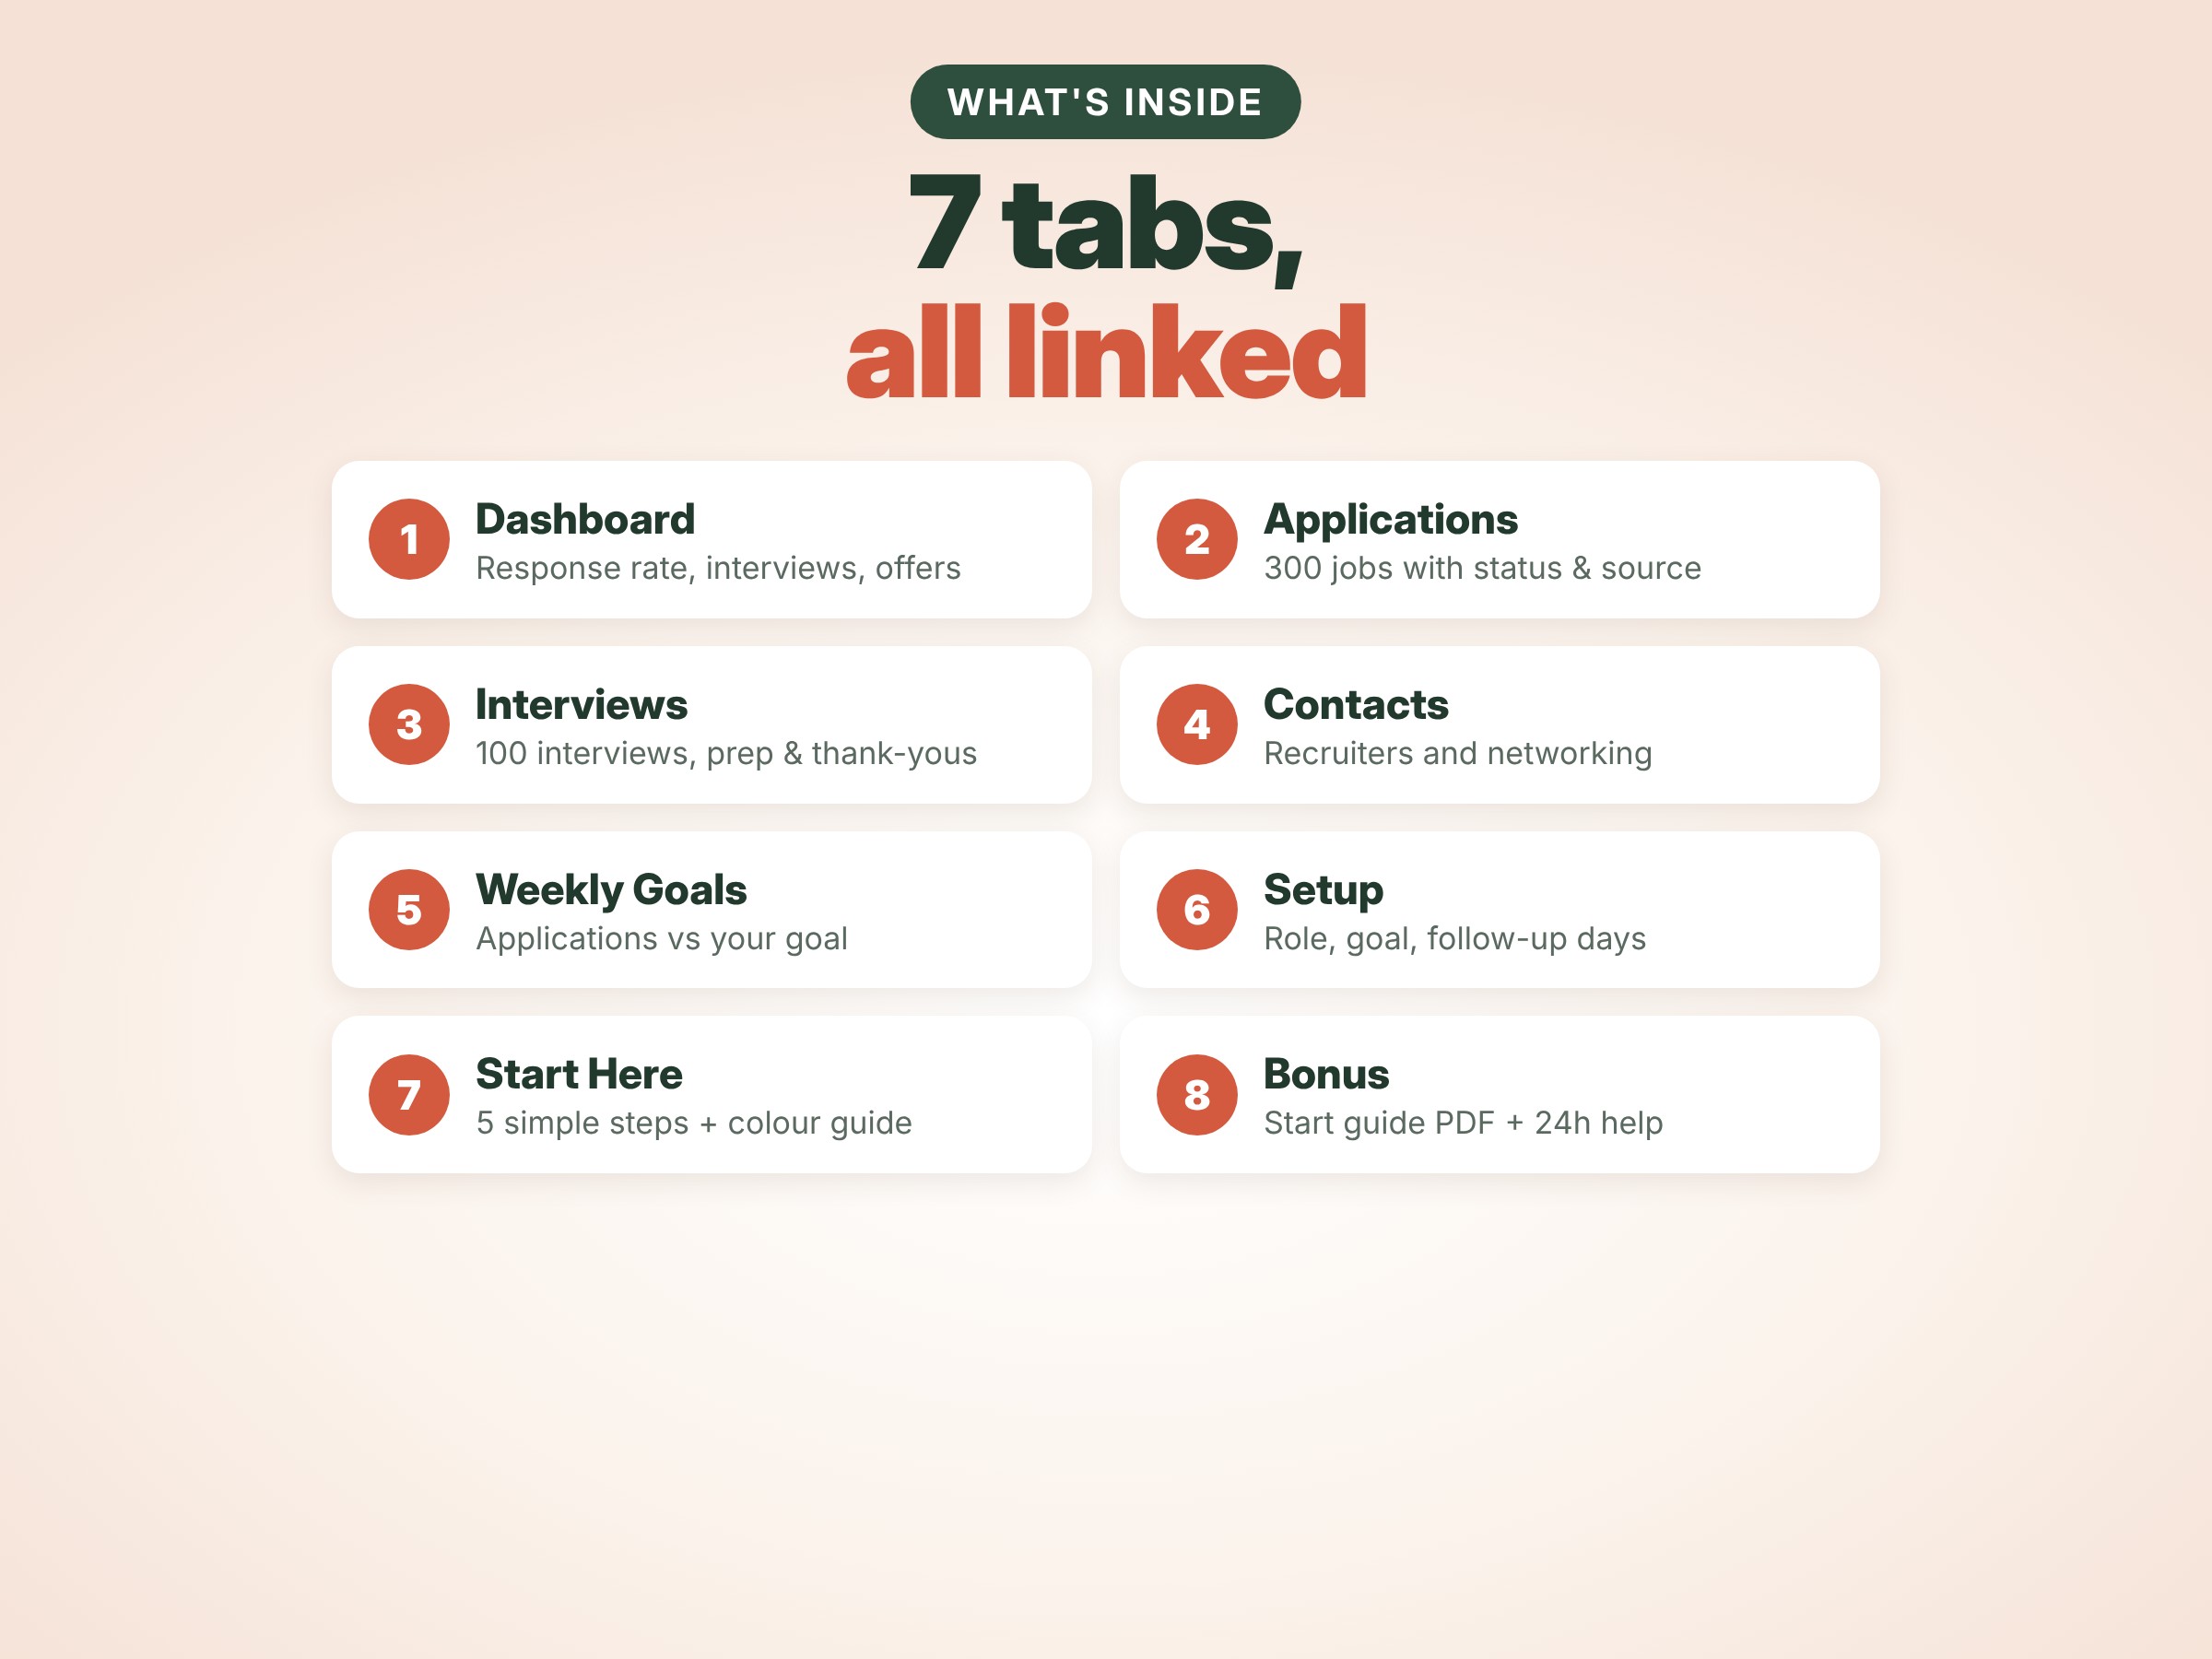 WHAT'S INSIDE
7 tabs,
all linked
1
Dashboard
Response rate, interviews, offers
2
Applications
300 jobs with status & source
3
Interviews
100 interviews, prep & thank-yous
4
Contacts
Recruiters and networking
5
Weekly Goals
Applications vs your goal
6
Setup
Role, goal, follow-up days
7
Start Here
5 simple steps + colour guide
8
Bonus
Start guide PDF + 24h help